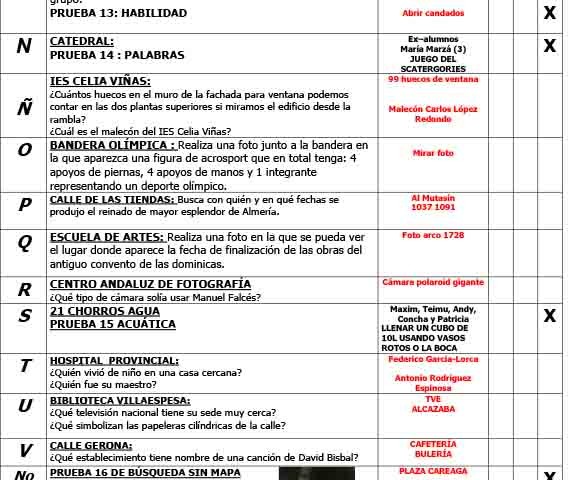 grupo.
PRUEBA 13: HABILIDAD
Abrir candados
X
N
CATEDRAL:
PRUEBA 14 : PALABRAS
Ex–alumnos
María Marzá (3)
JUEGO DEL
SCATERGORIES
X
Ñ
IES CELIA VIÑAS:
¿Cuántos huecos en el muro de la fachada para ventana podemos
contar en las dos plantas superiores si miramos el edificio desde la
rambla?
¿Cuál es el malecón del IES Celia Viñas?
99 huecos de ventana
Malecón Carlos López
Redondo
O
BANDERA OLÍMPICA : Realiza una foto junto a la bandera en
la que aparezca una figura de acrosport que en total tenga: 4
apoyos de piernas, 4 apoyos de manos y 1 integrante
representando un deporte olímpico.
Mirar foto
P
CALLE DE LAS TIENDAS: Busca con quién y en qué fechas se
produjo el reinado de mayor esplendor de Almería.
Al Mutasin
1037 1091
Q
ESCUELA DE ARTES: Realiza una foto en la que se pueda ver
el lugar donde aparece la fecha de finalización de las obras del
antiguo convento de las dominicas.
Foto arco 1728
R
CENTRO ANDALUZ DE FOTOGRAFÍA
¿Qué tipo de cámara solía usar Manuel Falcés?
Cámara polaroid gigante
S
21 CHORROS AGUA
PRUEBA 15 ACUÁTICA
Maxim, Teimu, Andy,
Concha y Patricia
LLENAR UN CUBO DE
10L USANDO VASOS
ROTOS O LA BOCA
X
T
HOSPITAL PROVINCIAL:
¿Quién vivió de niño en una casa cercana?
¿Quién fue su maestro?
Federico García-Lorca
Antonio Rodríguez
Espinosa
U
BIBLIOTECA VILLAESPESA:
¿Qué televisión nacional tiene su sede muy cerca?
¿Qué simbolizan las papeleras cilíndricas de la calle?
TVE
ALCAZABA
V
CALLE GERONA:
¿Qué establecimiento tiene nombre de una canción de David Bisbal?
CAFETERÍA
BULERÍA
No
PRUEBA 16 DE BÚSQUEDA SIN MAPA
PLAZA CAREAGA
X